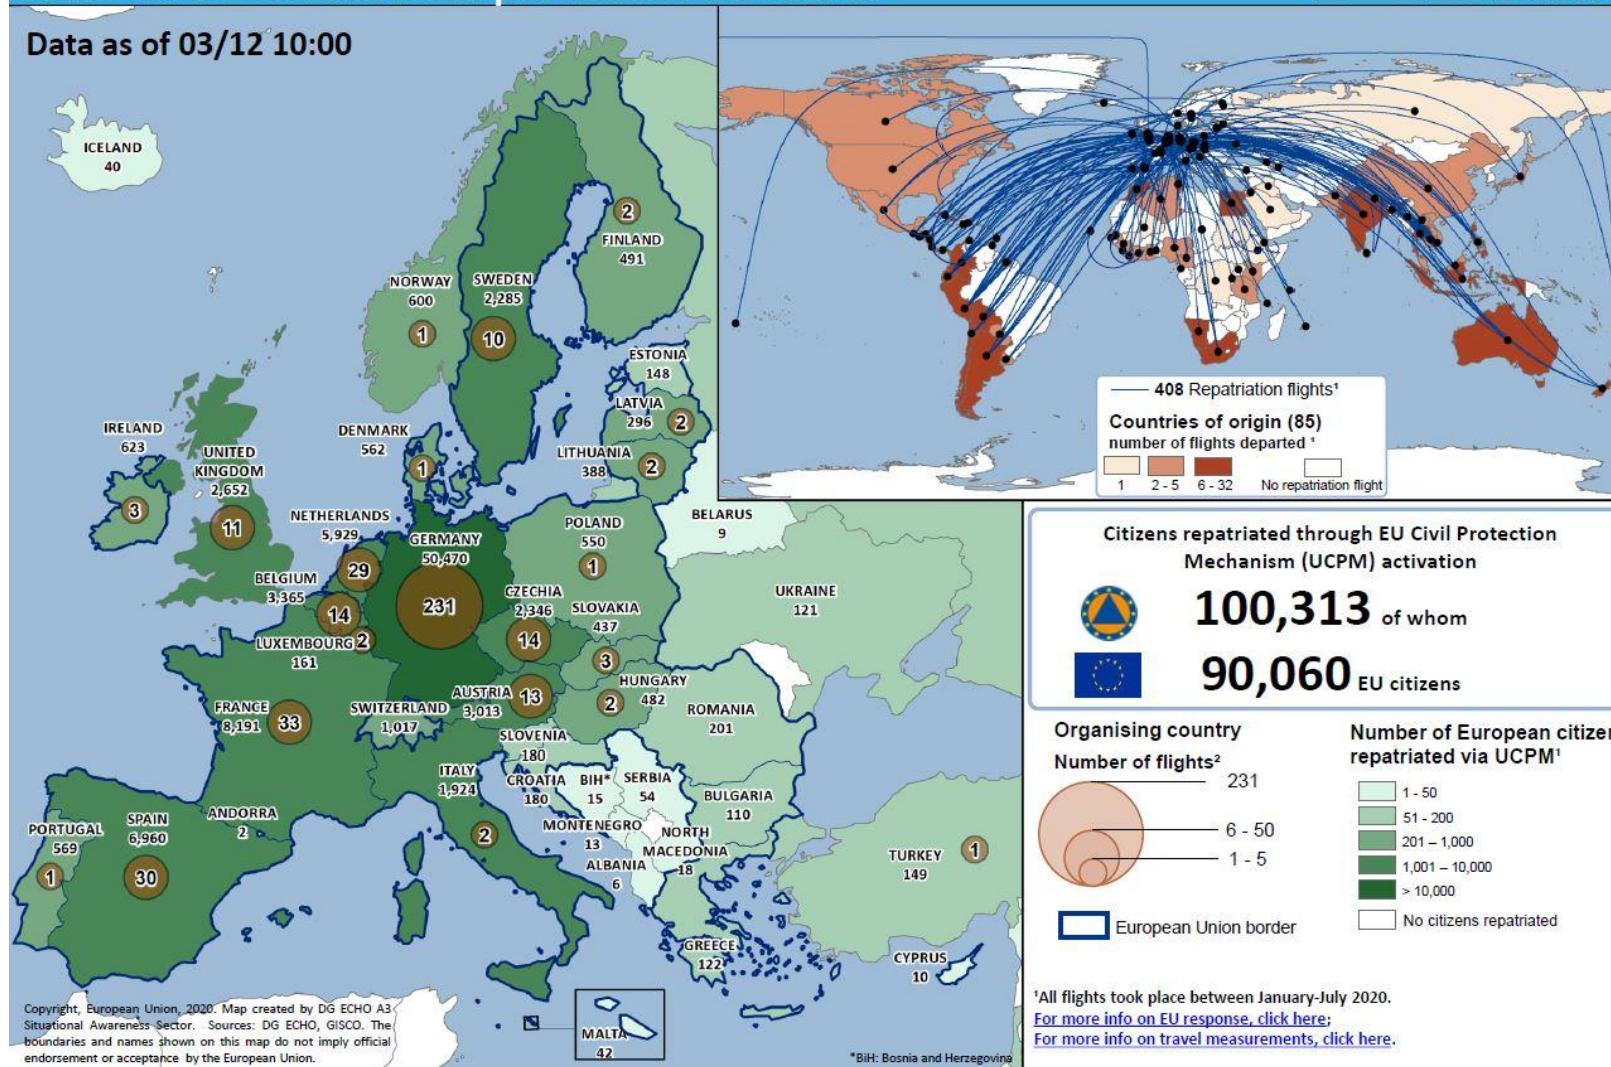 Data as of 03/12 10:00
ICELAND
40
FINLAND
2
491
NORWAY
600
1
SWEDEN
2,285
10
ESTONIA
148
LATVIA
296
2
LITHUANIA
388
2
DENMARK
562
1
IRELAND
623
3
UNITED
KINGDOM
2,652
11
NETHERLANDS
5,929
29
BELGIUM
3,365
14
LUXEMBOURG
2
161
GERMANY
50,470
231
POLAND
550
1
BELARUS
9
UKRAINE
121
CZECHIA
2,346
14
SLOVAKIA
437
3
AUSTRIA
3,013
13
HUNGARY
482
2
ROMANIA
201
FRANCE
8,191
33
SWITZERLAND
1,017
SLOVENIA
180
CROATIA
180
BIH*
15
SERBIA
54
BULGARIA
110
ITALY
1,924
2
MONTENEGRO
13
NORTH
MACEDONIA
18
ALBANIA
6
ANDORRA
2
PORTUGAL
569
1
SPAIN
6,960
30
TURKEY
149
1
GREECE
122
CYPRUS
10
MALTA
42
*BiH: Bosnia and Herzegovina
Copyright, European Union, 2020. Map created by DG ECHO A3
Situational Awareness Sector. Sources: DG ECHO, GISCO. The
boundaries and names shown on this map do not imply official
endorsement or acceptance by the European Union.
408 Repatriation flights¹
Countries of origin (85)
number of flights departed ¹
1 2 - 5 6 - 32 No repatriation flight
Citizens repatriated through EU Civil Protection
Mechanism (UCPM) activation
100,313 of whom
90,060 EU citizens
Organising country
Number of flights²
231
6 - 50
1 - 5
European Union border
Number of European citizen
repatriated via UCPM¹
1 - 50
51 - 200
201 – 1,000
1,001 – 10,000
> 10,000
No citizens repatriated
¹All flights took place between January-July 2020.
For more info on EU response, click here;
For more info on travel measurements, click here.